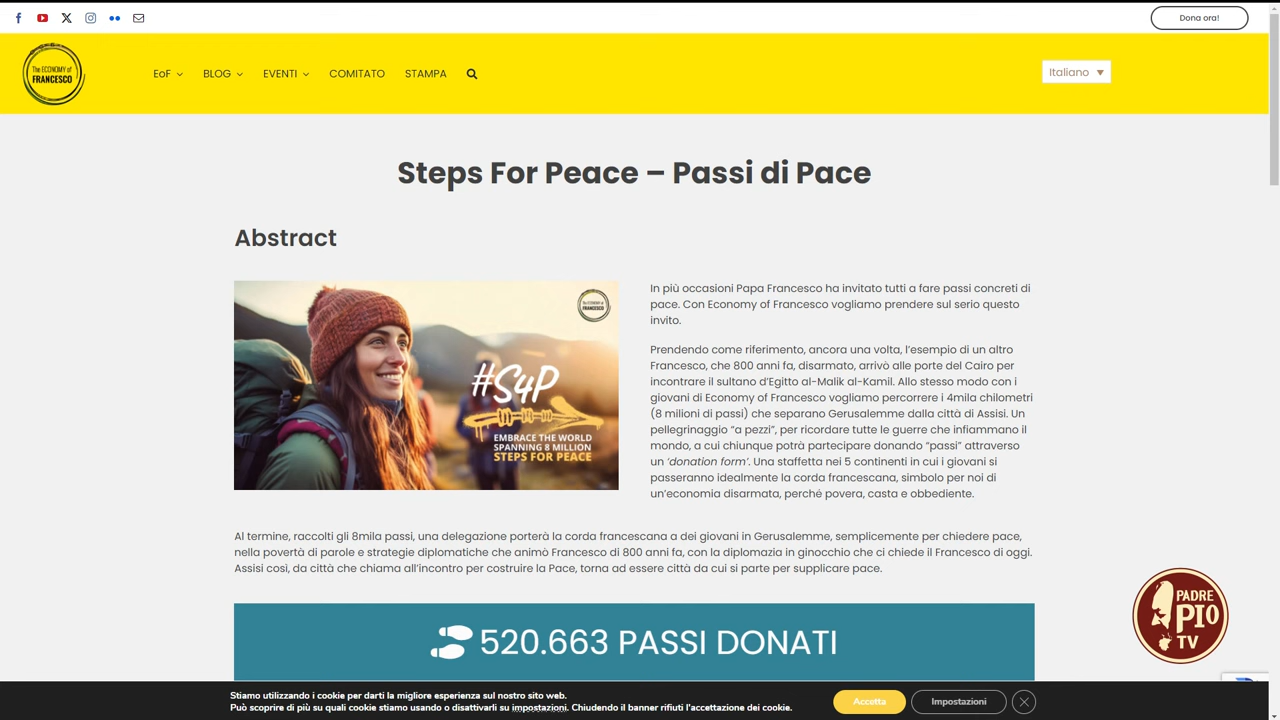 Dona ora!
The ECONOMY of
FRANCESCO
EoF
BLOG
EVENTI
COMITATO
STAMPA
Italiano
Steps For Peace – Passi di Pace
Abstract
The ECONOMY of
FRANCESCO
#S4P
EMBRACE THE WORLD
SPANNING 8 MILLION
STEPS FOR PEACE
In più occasioni Papa Francesco ha invitato tutti a fare passi concreti di
pace. Con Economy of Francesco vogliamo prendere sul serio questo
invito.
Prendendo come riferimento, ancora una volta, l’esempio di un altro
Francesco, che 800 anni fa, disarmato, arrivò alle porte del Cairo per
incontrare il sultano d’Egitto al-Malik al-Kamil. Allo stesso modo con i
giovani di Economy of Francesco vogliamo percorrere i 4mila chilometri
(8 milioni di passi) che separano Gerusalemme dalla città di Assisi. Un
pellegrinaggio “a pezzi”, per ricordare tutte le guerre che infiammano il
mondo, a cui chiunque potrà partecipare donando “passi” attraverso
un ‘donation form’. Una staffetta nei 5 continenti in cui i giovani si
passeranno idealmente la corda francescana, simbolo per noi di
un’economia disarmata, perché povera, casta e obbediente.
Al termine, raccolti gli 8mila passi, una delegazione porterà la corda francescana a dei giovani in Gerusalemme, semplicemente per chiedere pace,
nella povertà di parole e strategie diplomatiche che animò Francesco di 800 anni fa, con la diplomazia in ginocchio che ci chiede il Francesco di oggi.
Assisi così, da città che chiama all’incontro per costruire la Pace, torna ad essere città da cui si parte per supplicare pace.
520.663 PASSI DONATI
PADRE
PIO
TV
Stiamo utilizzando i cookie per darti la migliore esperienza sul nostro sito web.
Può scoprire di più su quali cookie stiamo usando o disattivarli su impostazioni. Chiudendo il banner rifiuti l'accettazione dei cookie.
Accetta
Impostazioni